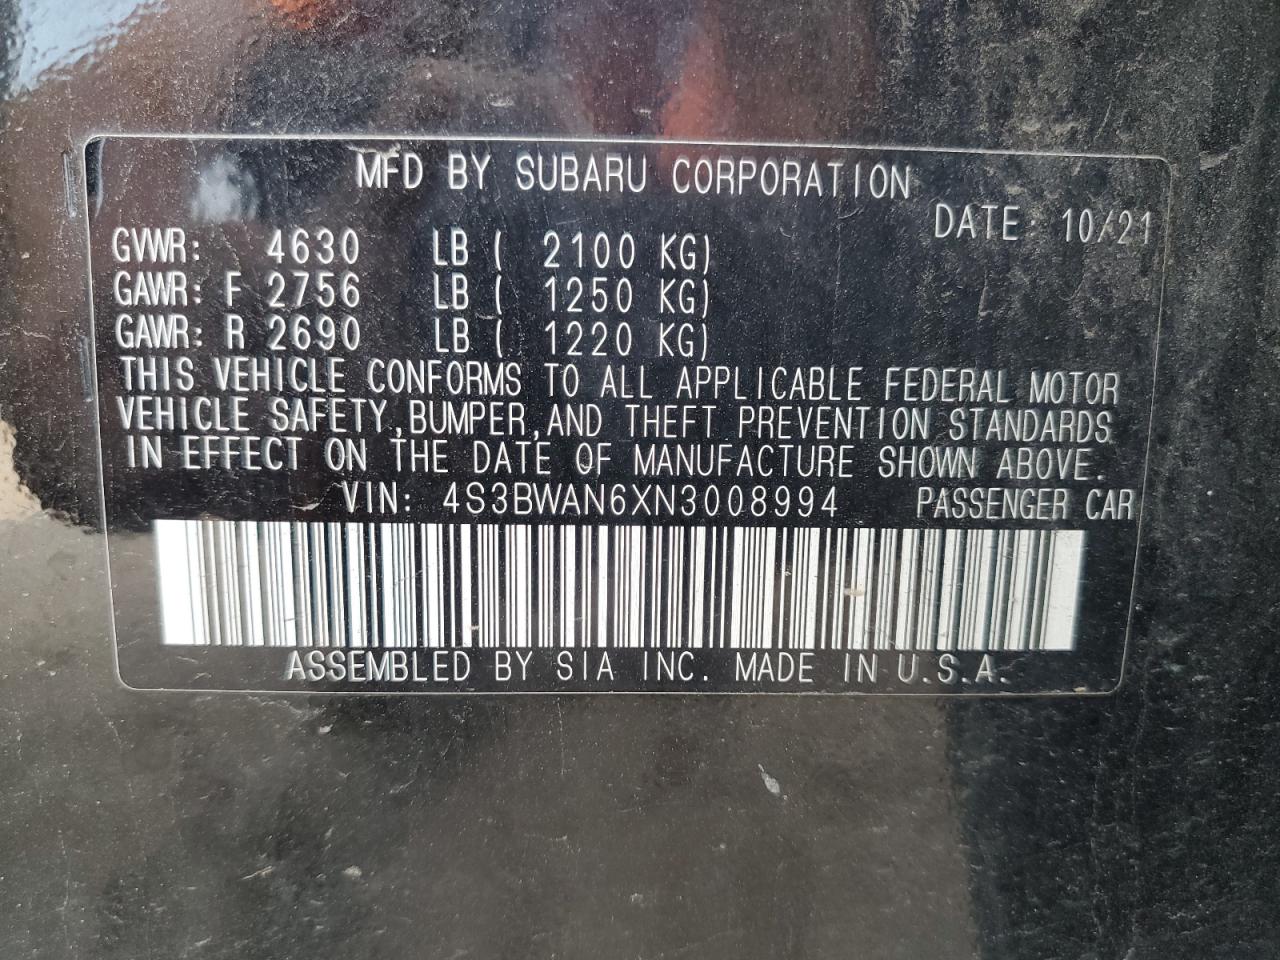 MFD BY SUBARU CORPORATION
DATE: 10/21
GVWR: 4630 LB ( 2100 KG)
GAWR: F 2756 LB ( 1250 KG)
GAWR: R 2690 LB ( 1220 KG)
THIS VEHICLE CONFORMS TO ALL APPLICABLE FEDERAL MOTOR
VEHICLE SAFETY,BUMPER,AND THEFT PREVENTION STANDARDS
IN EFFECT ON THE DATE OF MANUFACTURE SHOWN ABOVE.
VIN: 4S3BWAN6XN3008994 PASSENGER CAR
ASSEMBLED BY SIA INC. MADE IN U.S.A.